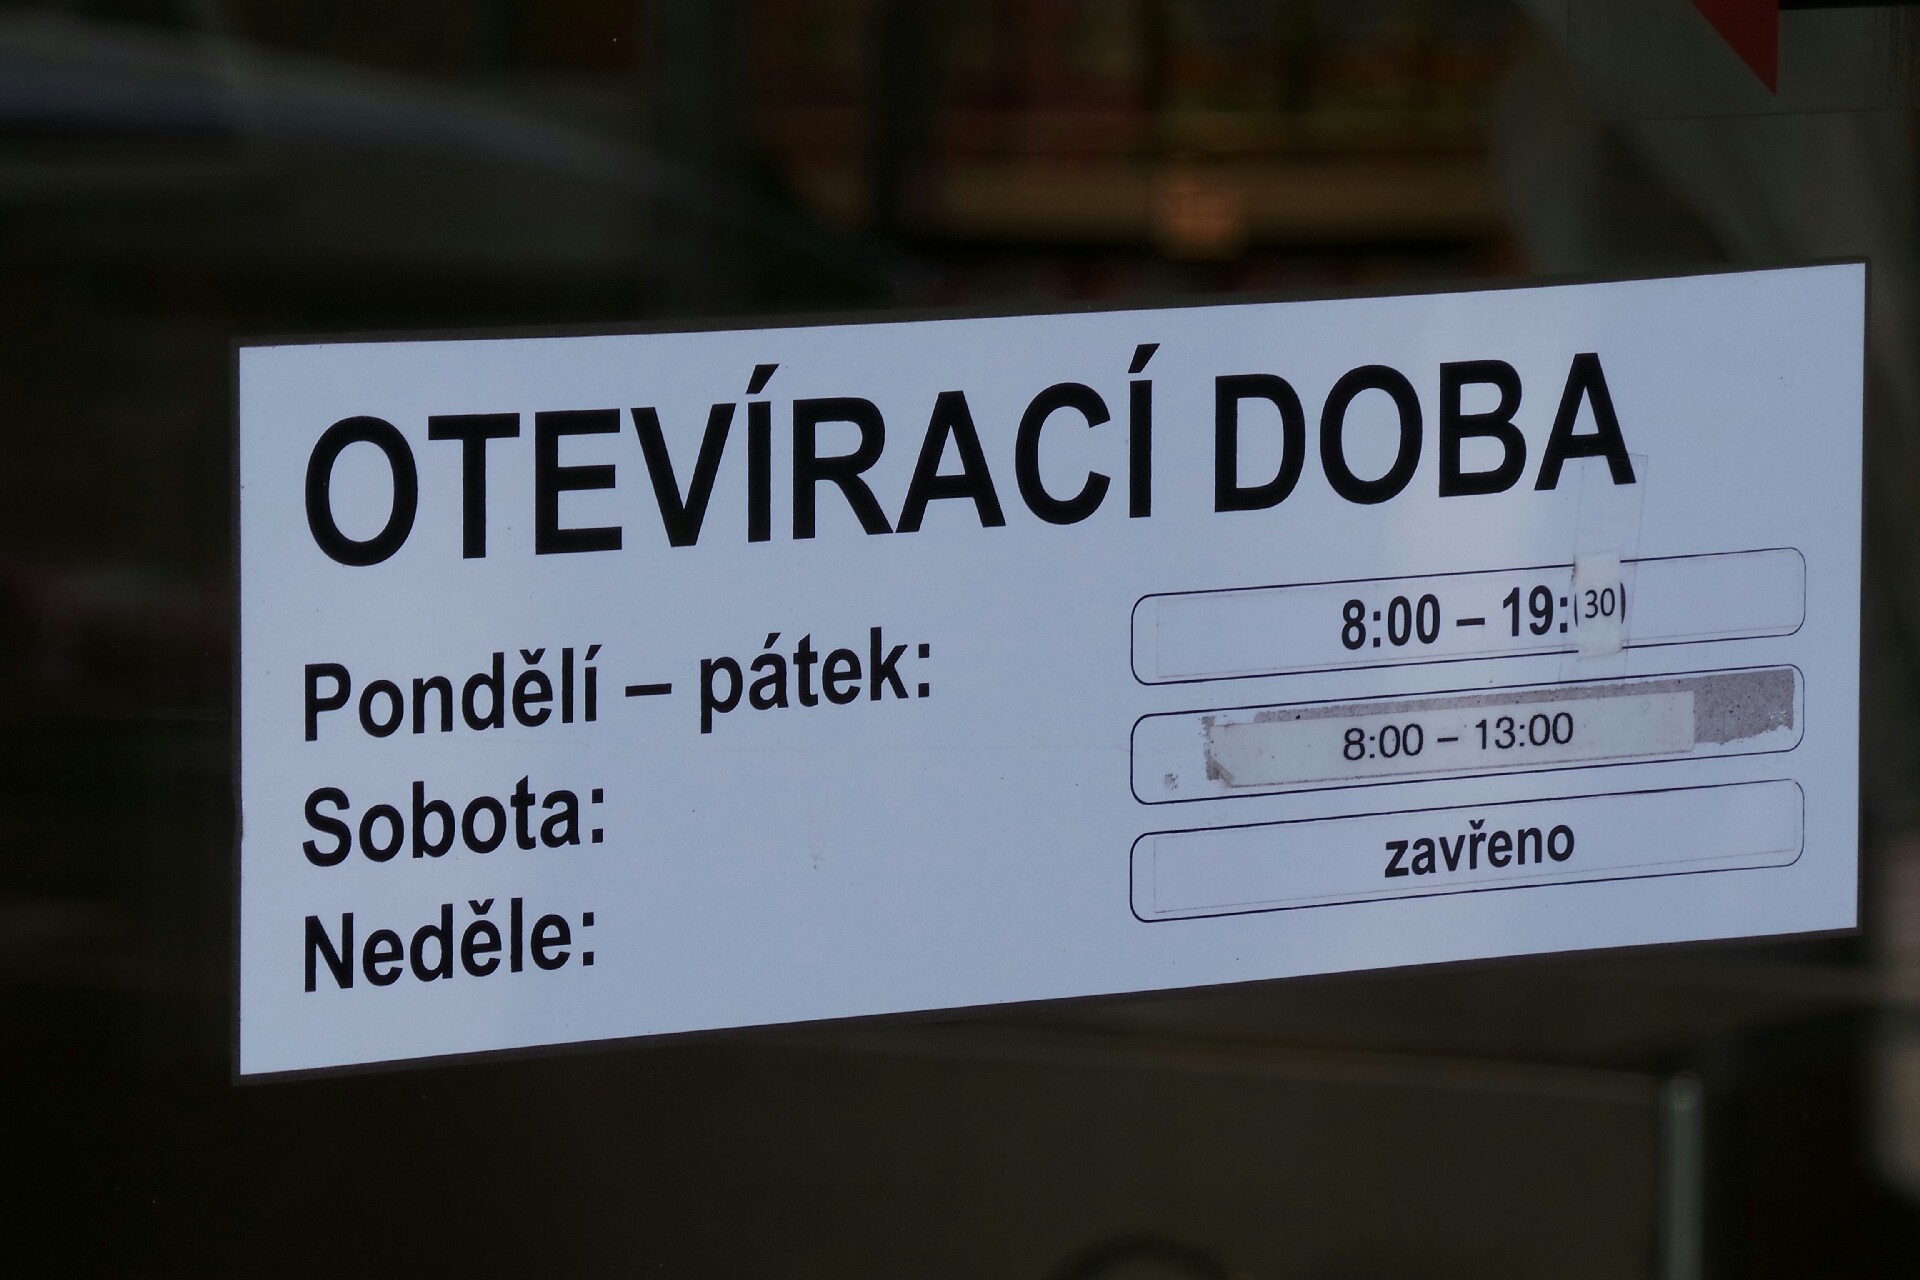 OTEVÍRACÍ DOBA
Pondělí – pátek: 8:00 – 19:30
Sobota: 8:00 – 13:00
Neděle: zavřeno